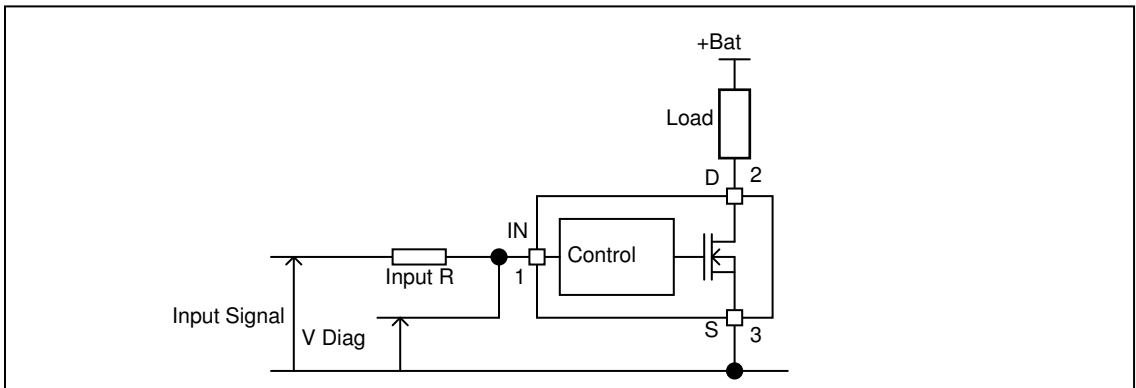 +Bat
Load
D 2
IN
Control
1
Input R
Input Signal
V Diag
S 3